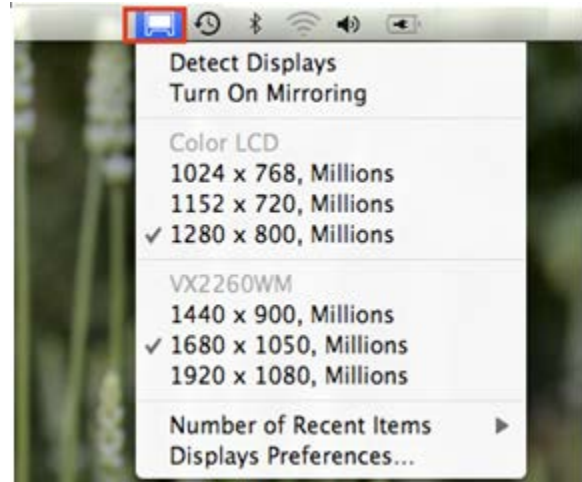 Detect Displays
Turn On Mirroring
Color LCD
1024 x 768, Millions
1152 x 720, Millions
1280 x 800, Millions
VX2260WM
1440 x 900, Millions
1680 x 1050, Millions
1920 x 1080, Millions
Number of Recent Items
Displays Preferences...